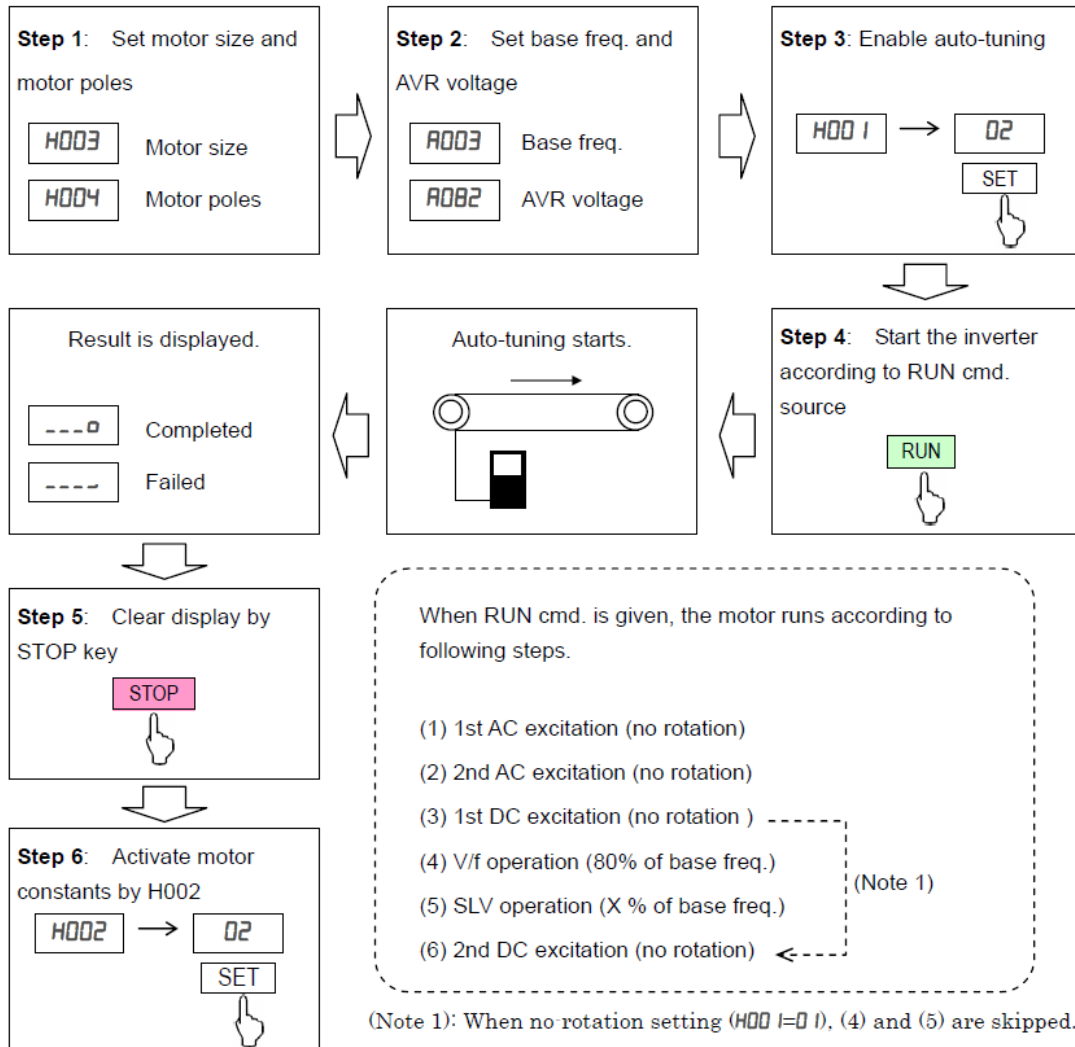 Step 1:   Set motor size and
motor poles
H003 Motor size
H004 Motor poles
Step 2:   Set base freq. and
AVR voltage
A003 Base freq.
A082 AVR voltage
Step 3: Enable auto-tuning
H001 → 02
SET
Step 4:   Start the inverter
according to RUN cmd.
source
RUN
Auto-tuning starts.
Result is displayed.
Completed
Failed
Step 5:   Clear display by
STOP key
STOP
Step 6:   Activate motor
constants by H002
H002 → 02
SET
When RUN cmd. is given, the motor runs according to
following steps.
(1) 1st AC excitation (no rotation)
(2) 2nd AC excitation (no rotation)
(3) 1st DC excitation (no rotation )
(4) V/f operation (80% of base freq.)
(5) SLV operation (X % of base freq.)
(6) 2nd DC excitation (no rotation)
(Note 1)
(Note 1): When no-rotation setting (H001=01), (4) and (5) are skipped.